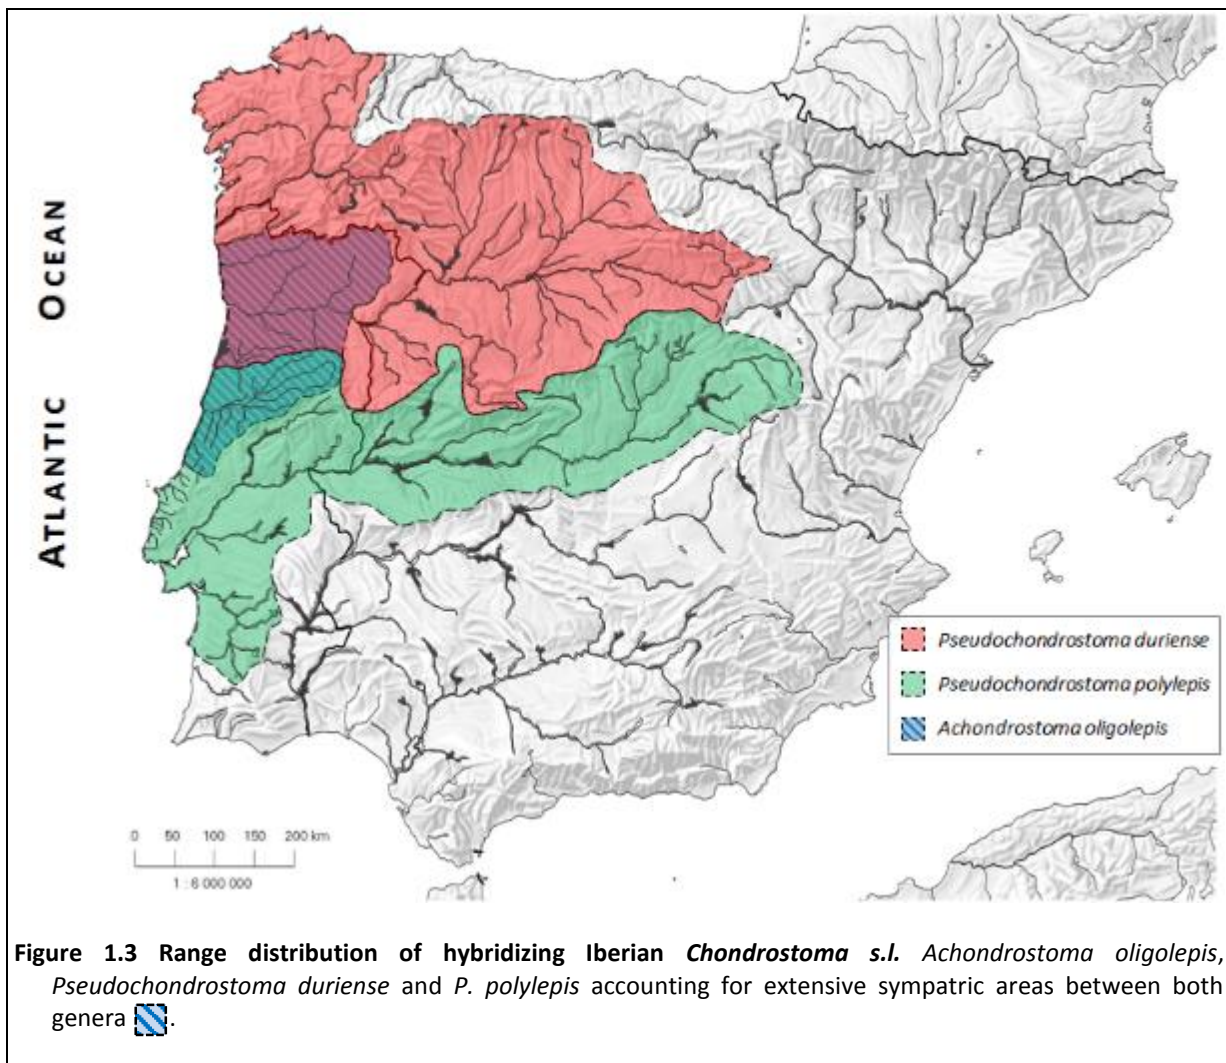 ATLANTIC OCEAN
Pseudochondrostoma duriense
Pseudochondrostoma polylepis
Achondrostoma oligolepis
0 50 100 150 200 km
1 : 6 000 000
Figure 1.3 Range distribution of hybridizing Iberian Chondrostoma s.l. Achondrostoma oligolepis,
Pseudochondrostoma duriense and P. polylepis accounting for extensive sympatric areas between both
genera .